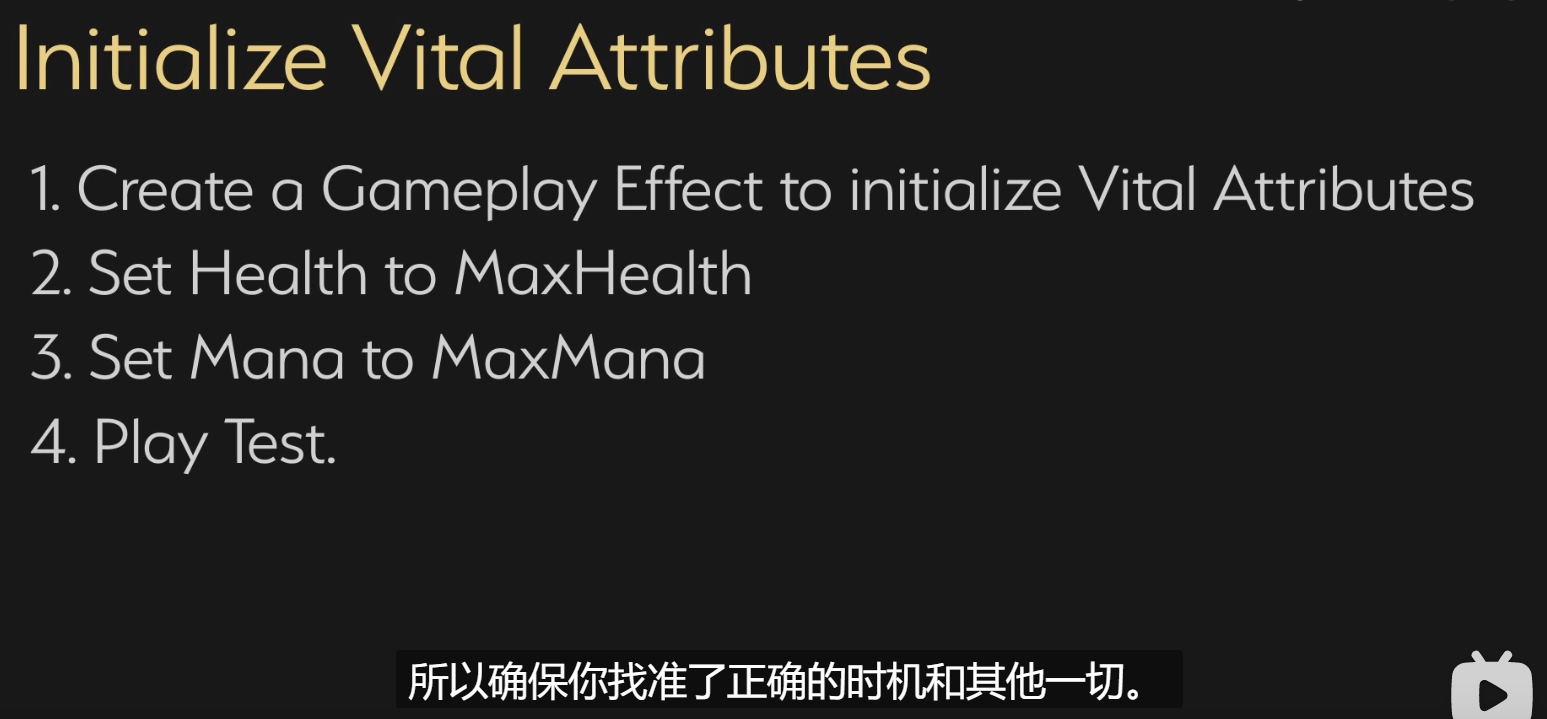 Initialize Vital Attributes
1. Create a Gameplay Effect to initialize Vital Attributes
2. Set Health to MaxHealth
3. Set Mana to MaxMana
4. Play Test.
所以确保你找准了正确的时机和其他一切。